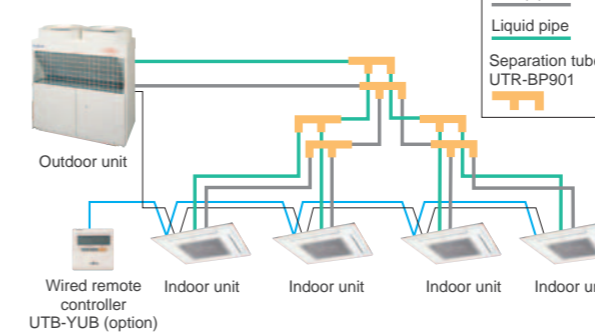 Liquid pipe
Separation tube
UTR-BP901
Outdoor unit
Wired remote
controller
UTB-YUB (option)
Indoor unit
Indoor unit
Indoor unit
Indoor